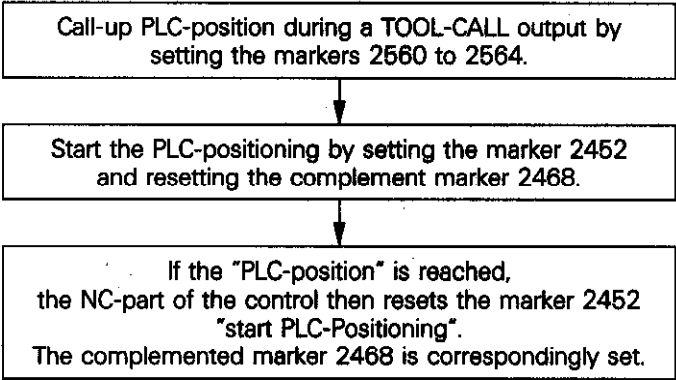 Call-up PLC-position during a TOOL-CALL output by
setting the markers 2560 to 2564.
Start the PLC-positioning by setting the marker 2452
and resetting the complement marker 2468.
If the "PLC-position" is reached,
the NC-part of the control then resets the marker 2452
"start PLC-Positioning".
The complemented marker 2468 is correspondingly set.